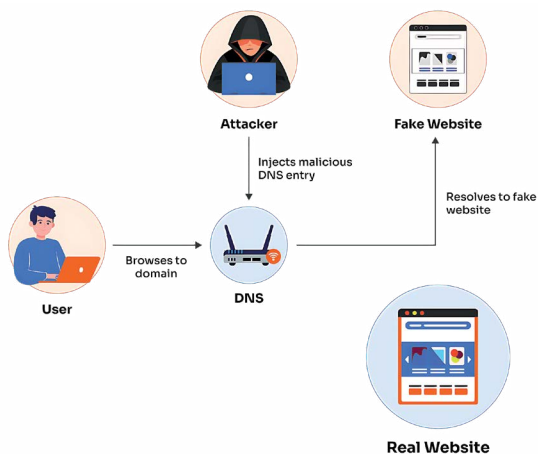 Attacker
Fake Website
Injects malicious
DNS entry
Resolves to fake
website
Browses to
domain
User
DNS
Real Website